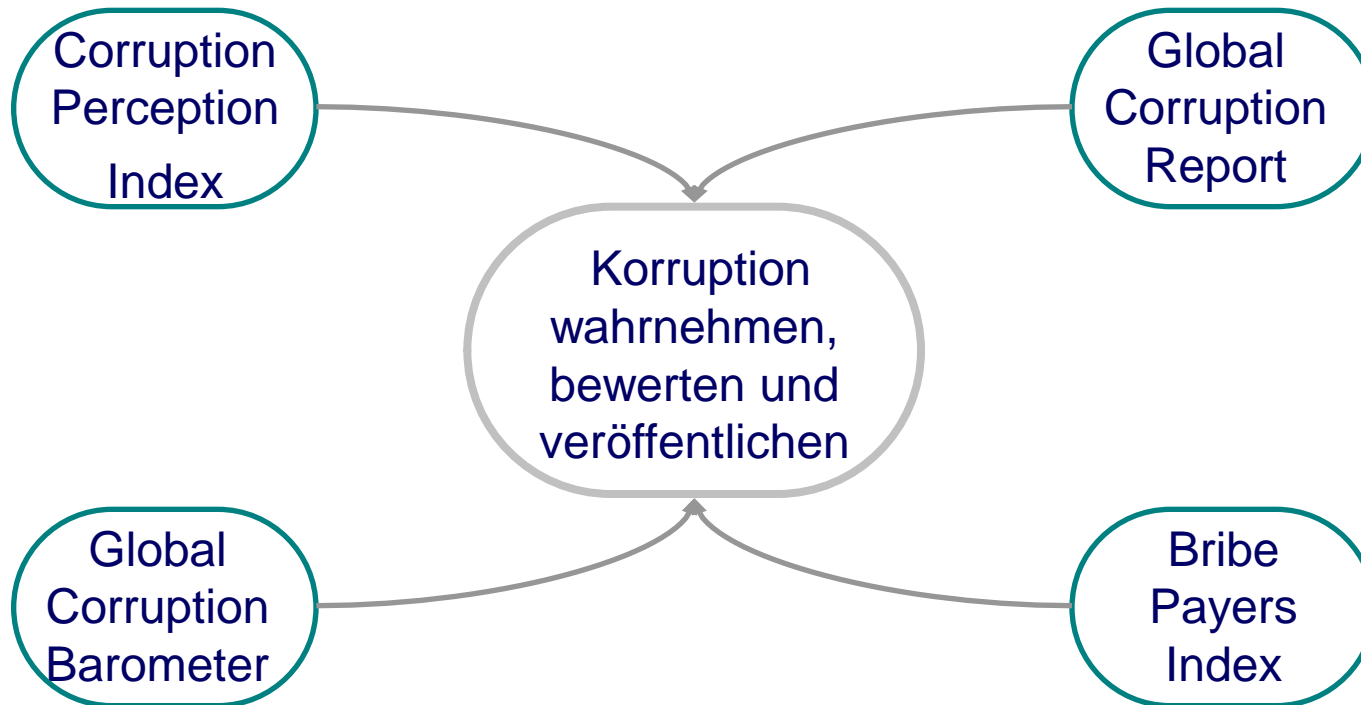 Corruption
Perception
Index
Global
Corruption
Report
Korruption
wahrnehmen,
bewerten und
veröffentlichen
Global
Corruption
Barometer
Bribe
Payers
Index